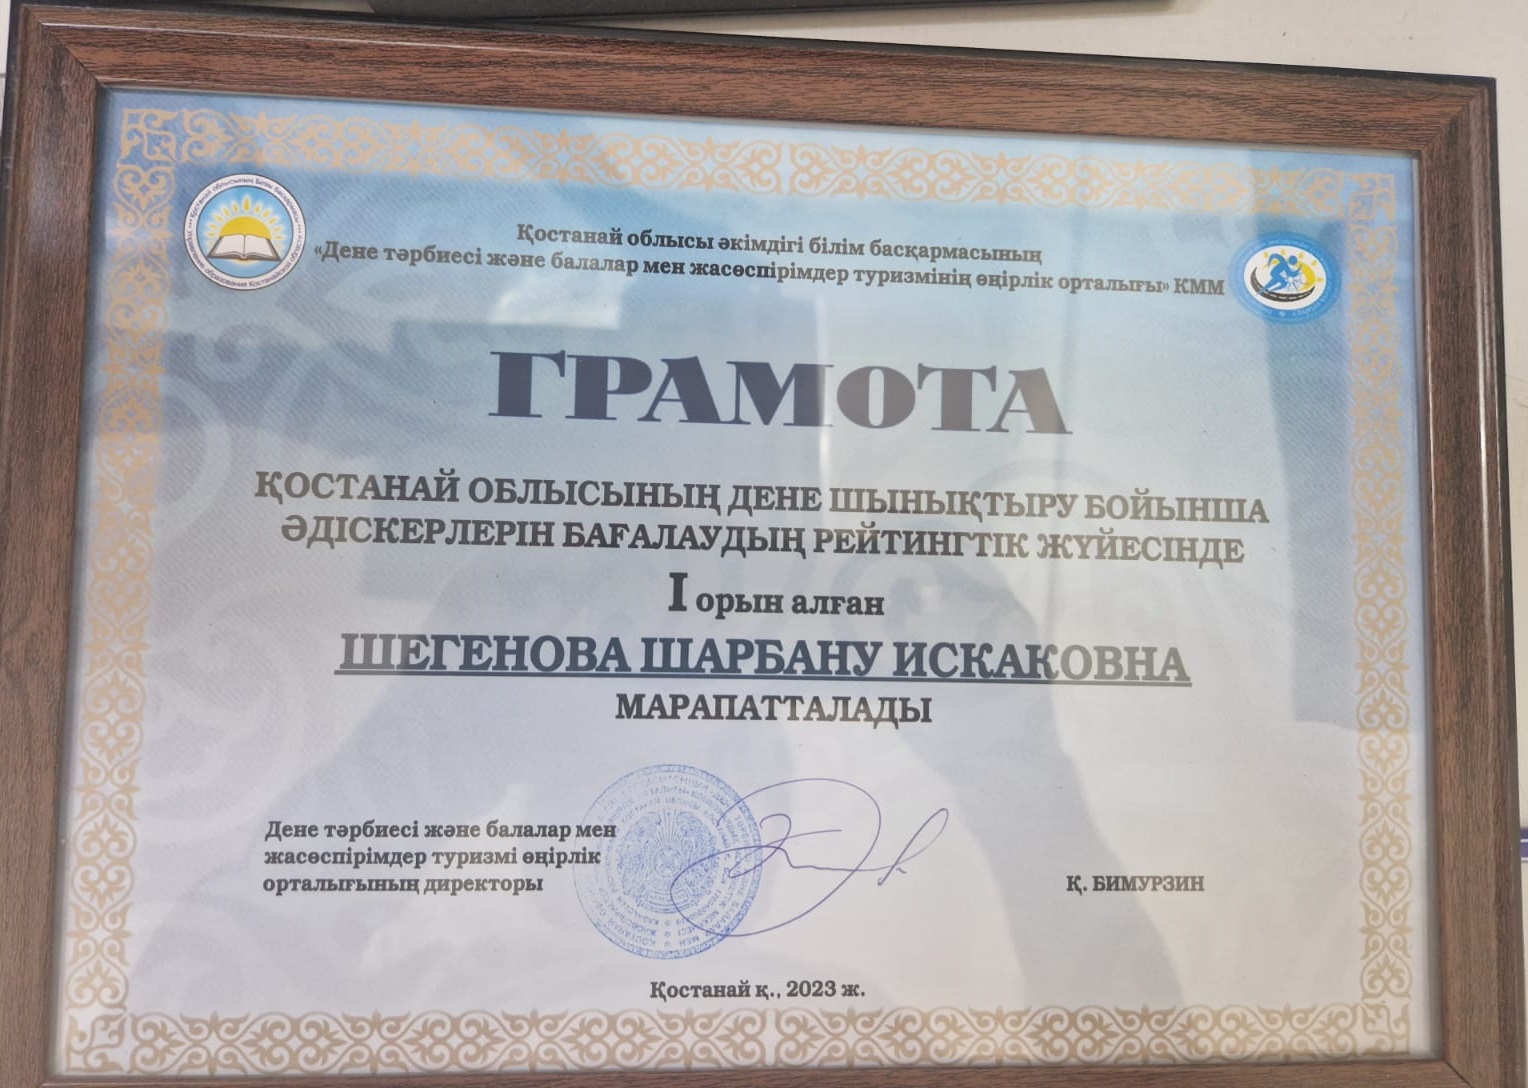 Қостанай облысы әкімдігі білім басқармасының
«Дене тәрбиесі және балалар мен жасөспірімдер туризмінің өңірлік орталығы» КММ
ГРАМОТА
ҚОСТАНАЙ ОБЛЫСЫНЫҢ ДЕНЕ ШЫНЫҚТЫРУ БОЙЫНША
ӘДІСКЕРЛЕРІН БАҒАЛАУДЫҢ РЕЙТИНГТІК ЖҮЙЕСІНДЕ
I орын алған
ШЕГЕНОВА ШАРБАНУ ИСКАКОВНА
МАРАПАТТАЛАДЫ
Дене тәрбиесі және балалар мен
жасөспірімдер туризмі өңірлік
орталығының директоры
Қ. БИМУРЗИН
Қостанай қ., 2023 ж.